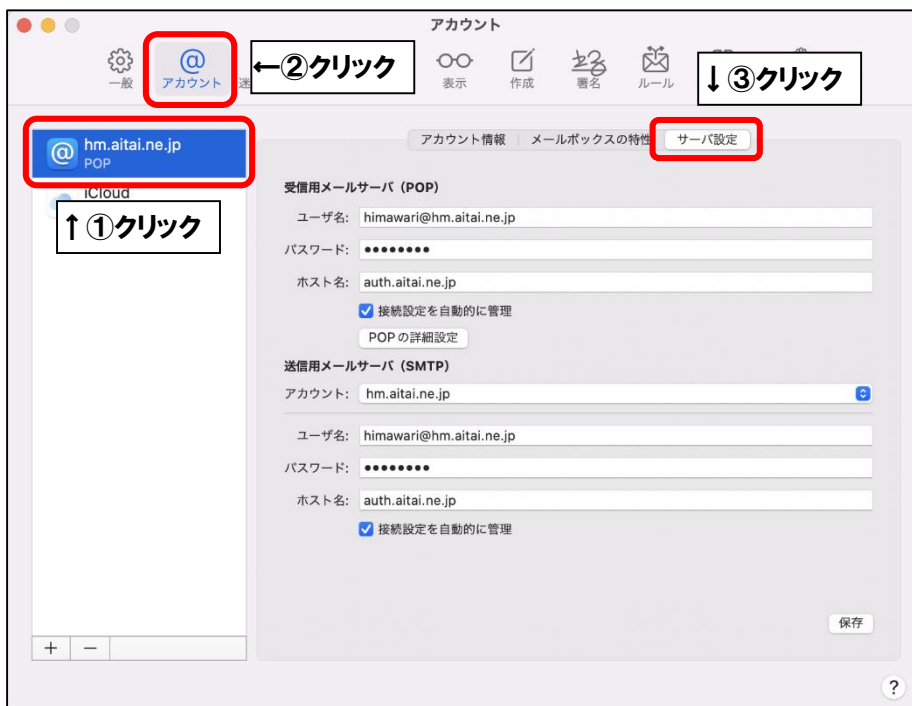 アカウント
一般
アカウント
迷
←②クリック
表示
作成
署名
ルール
↓③クリック
hm.aitai.ne.jp
POP
iCloud
↑①クリック
アカウント情報
メールボックスの特性
サーバ設定
受信用メールサーバ（POP）
ユーザ名: himawari@hm.aitai.ne.jp
パスワード: ●●●●●●●●
ホスト名: auth.aitai.ne.jp
接続設定を自動的に管理
POPの詳細設定
送信用メールサーバ（SMTP）
アカウント: hm.aitai.ne.jp
ユーザ名: himawari@hm.aitai.ne.jp
パスワード: ●●●●●●●●
ホスト名: auth.aitai.ne.jp
接続設定を自動的に管理
保存
+ −
?